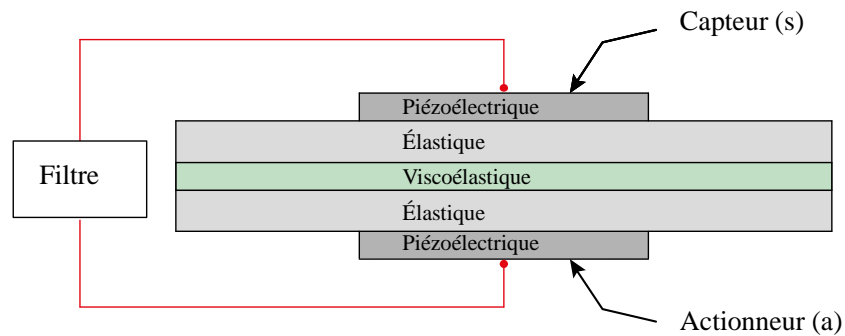 Capteur (s)
Piézoélectrique
Élastique
Filtre
Viscoélastique
Élastique
Piézoélectrique
Actionneur (a)